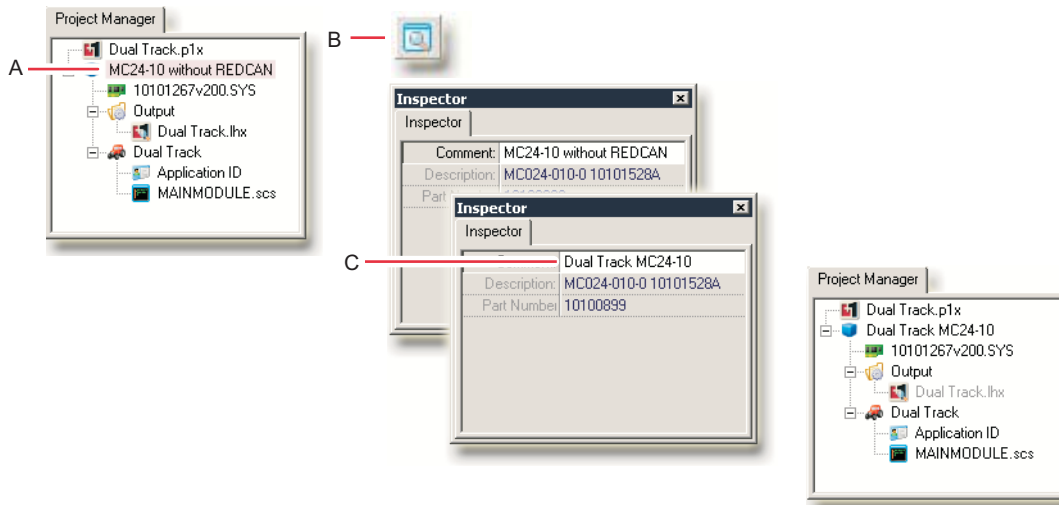 Project Manager
Dual Track.p1x
A
MC24-10 without REDCAN
10101267v200.SYS
Output
Dual Track.lhx
Dual Track
Application ID
MAINMODULE.scs
B
Inspector
Inspector
Comment: MC24-10 without REDCAN
Description: MC024-010-0 10101528A
Part
Inspector
Inspector
C
Dual Track MC24-10
Description: MC024-010-0 10101528A
Part Number 10100899
Project Manager
Dual Track.p1x
Dual Track MC24-10
10101267v200.SYS
Output
Dual Track.lhx
Dual Track
Application ID
MAINMODULE.scs